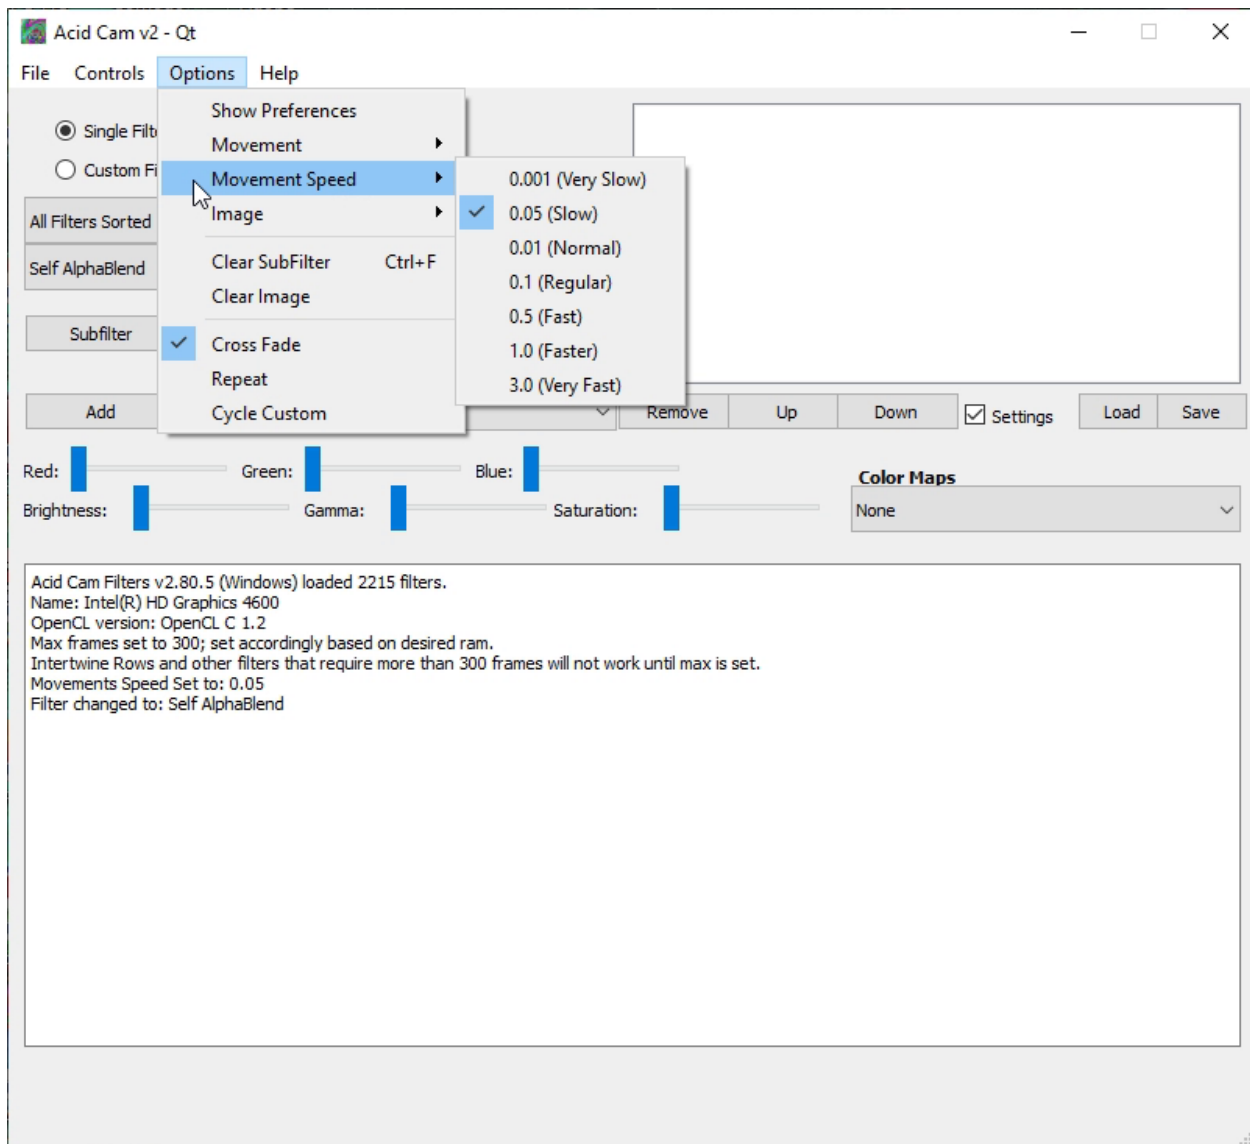 Acid Cam v2 - Qt
File Controls Options Help
Show Preferences
Single Filt
Movement
Custom Fi
Movement Speed
0.001 (Very Slow)
All Filters Sorted
Image
0.05 (Slow)
0.01 (Normal)
Self AlphaBlend
Clear SubFilter Ctrl+F
0.1 (Regular)
Clear Image
0.5 (Fast)
Subfilter
Cross Fade
1.0 (Faster)
Repeat
3.0 (Very Fast)
Add
Cycle Custom
Remove Up Down Settings Load Save
Red: Green: Blue:
Color Maps
Brightness: Gamma: Saturation: None
Acid Cam Filters v2.80.5 (Windows) loaded 2215 filters.
Name: Intel(R) HD Graphics 4600
OpenCL version: OpenCL C 1.2
Max frames set to 300; set accordingly based on desired ram.
Intertwine Rows and other filters that require more than 300 frames will not work until max is set.
Movements Speed Set to: 0.05
Filter changed to: Self AlphaBlend